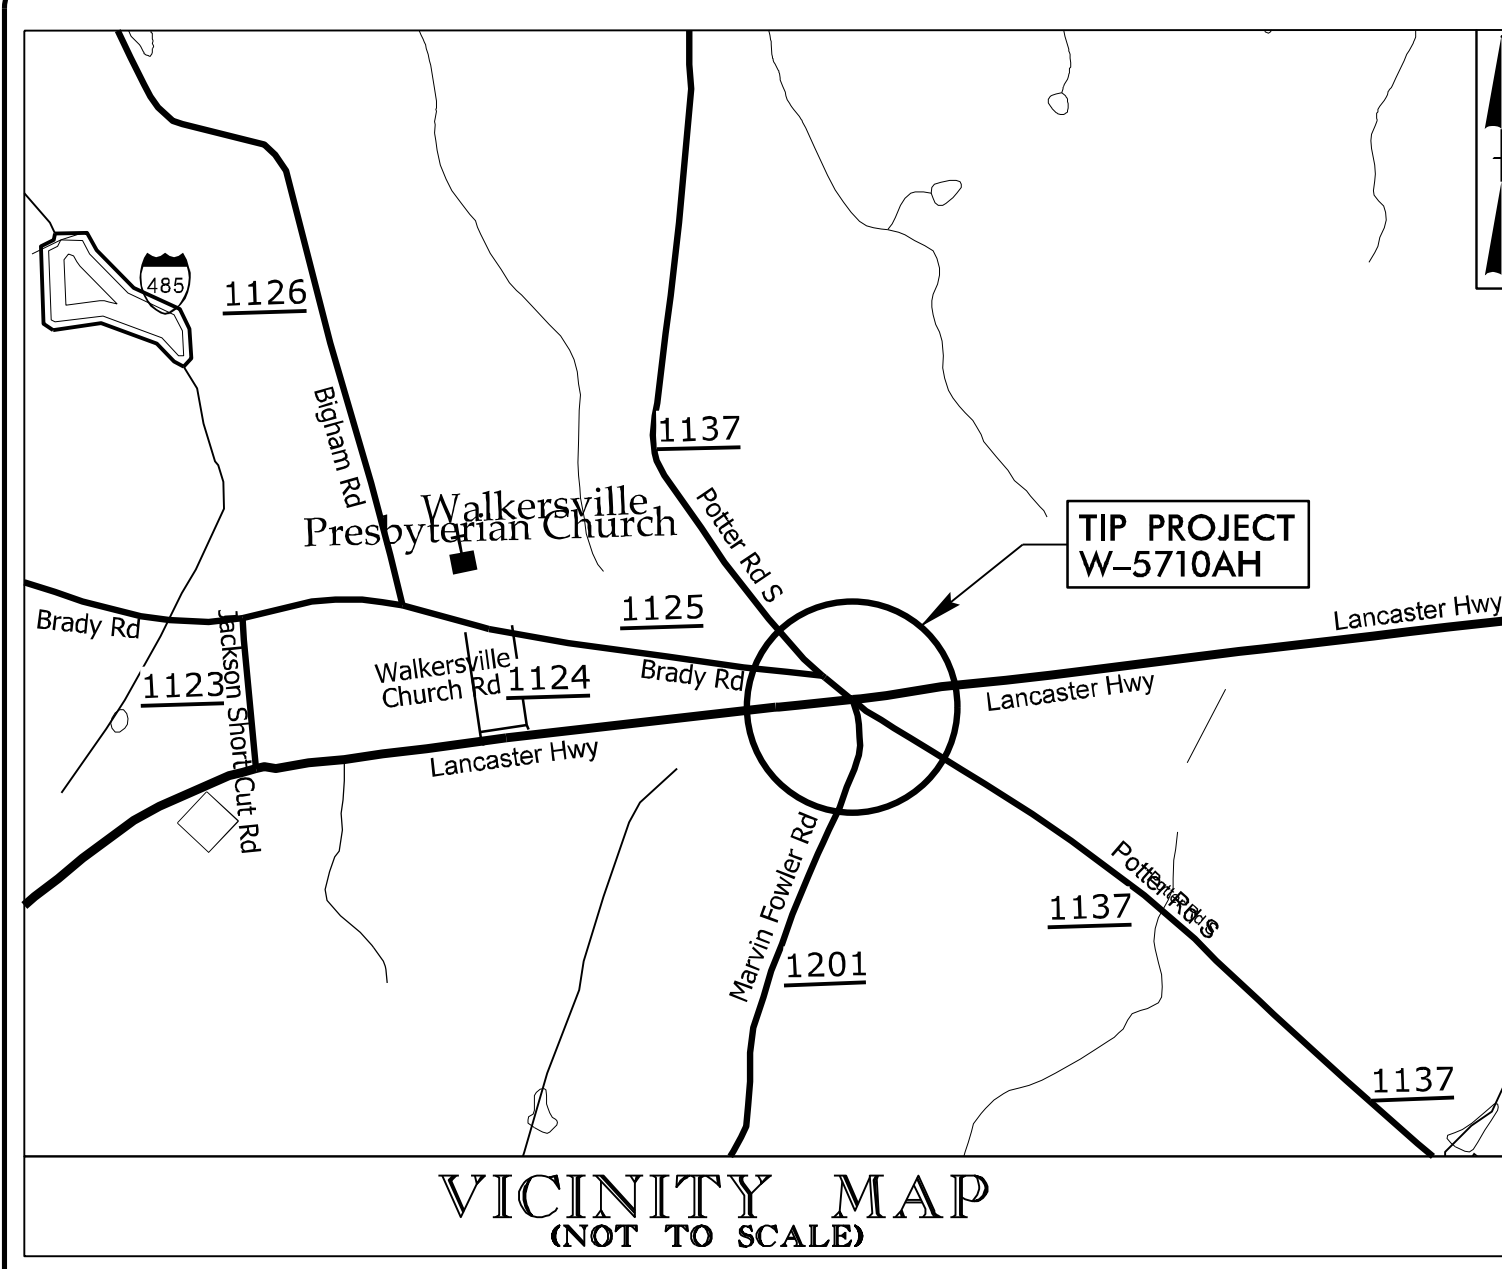 485
1126
Bigham Rd
1137
Walkersville
Presbyterian Church
Potter Rd S
TIP PROJECT
W-5710AH
1125
Lancaster Hwy
Brady Rd
Jackson Short Cut Rd
1123
Walkersville
Church Rd
1124
Brady Rd
Lancaster Hwy
Lancaster Hwy
Marvin Fowler Rd
Potter Rd S
1137
1201
1137
VICINITY MAP
(NOT TO SCALE)